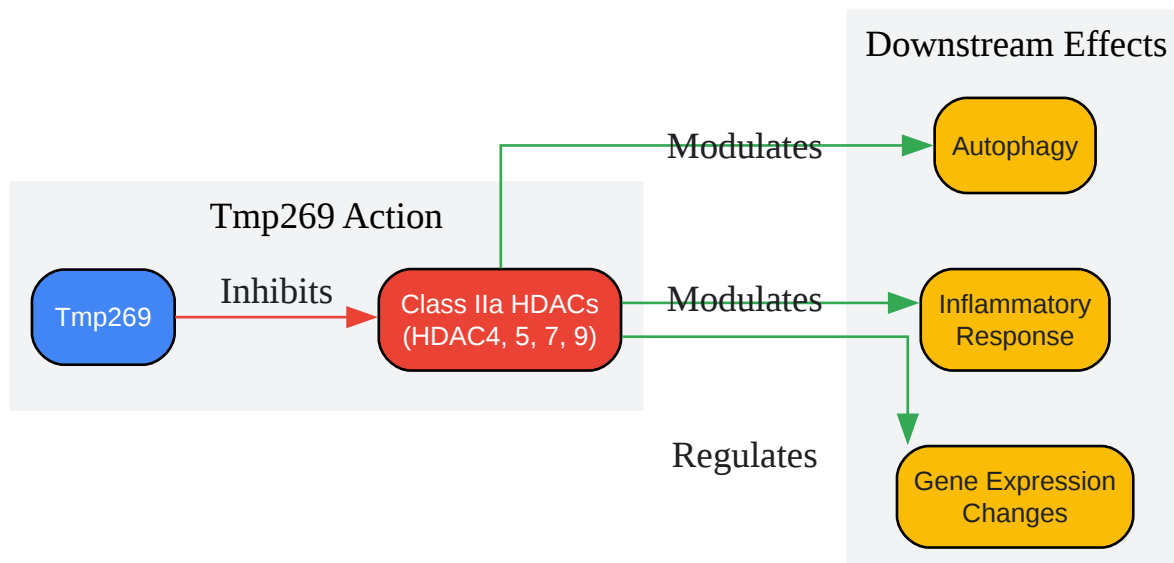 Downstream Effects
Modulates
Autophagy
Tmp269 Action
Tmp269
Inhibits
Class IIa HDACs
(HDAC4, 5, 7, 9)
Modulates
Inflammatory
Response
Regulates
Gene Expression
Changes